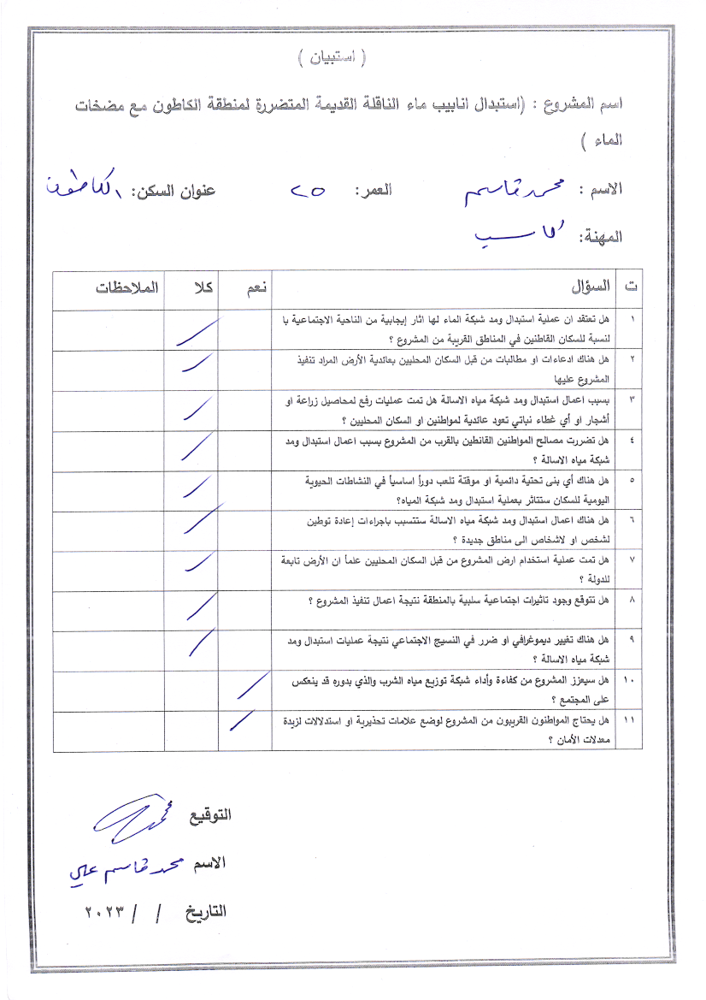 ( استبيان )
اسم المشروع : (استبدال انابيب ماء الناقلة القديمة المتضررة لمنطقة الكاطون مع مضخات
الماء )
الاسم : محمد قاسم العمر: ٢٥ عنوان السكن: الكاطون
المهنة: كاسب
ت السؤال نعم كلا الملاحظات
١ هل تعتقد ان عملية استبدال ومد شبكة الماء لها اثار إيجابية من الناحية الاجتماعية با
لنسبة للسكان القاطنين في المناطق القريبة من المشروع ؟
٢ هل هناك ادعاءات او مطالبات من قبل السكان المحليين بعائدية الأرض المراد تنفيذ
المشروع عليها
٣ بسبب اعمال استبدال ومد شبكة مياه الاسالة هل تمت عمليات رفع لمحاصيل زراعة او
أشجار او أي غطاء نباتي تعود عائدية لمواطنين او السكان المحليين ؟
٤ هل تضررت مصالح المواطنين القانطين بالقرب من المشروع بسبب اعمال استبدال ومد
شبكة مياه الاسالة ؟
٥ هل هناك أي بنى تحتية دائمية او موقتة تلعب دوراً اساسياً في النشاطات الحيوية
اليومية للسكان ستتاثر بعملية استبدال ومد شبكة المياه؟
٦ هل هناك اعمال استبدال ومد شبكة مياه الاسالة ستتسبب باجراءات إعادة توطين
لشخص او لاشخاص الى مناطق جديدة ؟
٧ هل تمت عملية استخدام ارض المشروع من قبل السكان المحليين علماً ان الأرض تابعة
للدولة ؟
٨ هل تتوقع وجود تاثيرات اجتماعية سلبية بالمنطقة نتيجة اعمال تنفيذ المشروع ؟
٩ هل هناك تغيير ديموغرافي او ضرر في النسيج الاجتماعي نتيجة عمليات استبدال ومد
شبكة مياه الاسالة ؟
١٠ هل سيعزز المشروع من كفاءة وأداء شبكة توزيع مياه الشرب والذي بدوره قد ينعكس
على المجتمع ؟
١١ هل يحتاج المواطنون القريبون من المشروع لوضع علامات تحذيرية او استدلالات لزيدة
معدلات الأمان ؟
التوقيع
الاسم محمد قاسم علي
التاريخ / / ٢٠٢٣